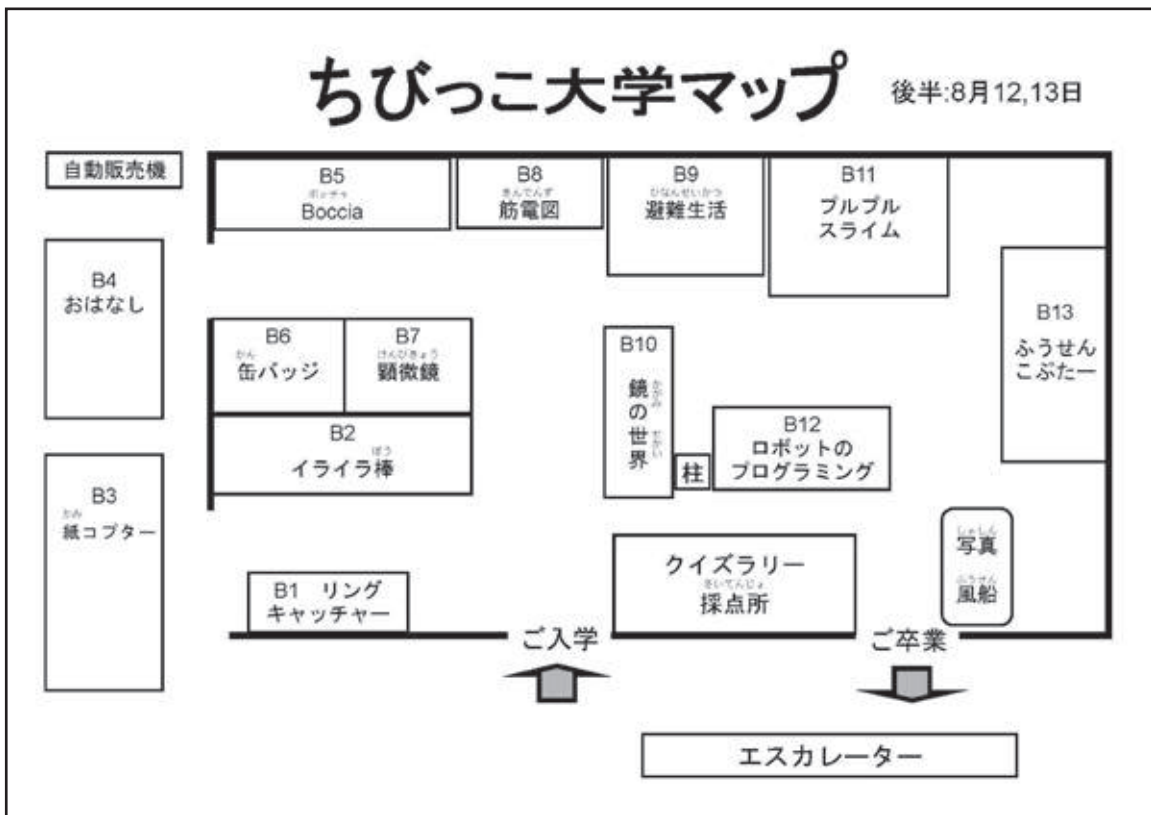 ちびっこ大学マップ
後半:8月12,13日
自動販売機
B5
ボッチャ
Boccia
B8
きんでんず
筋電図
B9
ひなんせいかつ
避難生活
B11
プルプル
スライム
B4
おはなし
B13
ふうせん
こぷたー
B6
かん
缶バッジ
B7
けんびきょう
顕微鏡
B10
かがみ せかい
鏡の世界
B2
ぼう
イライラ棒
B12
ロボットの
プログラミング
柱
B3
かみ
紙コプター
クイズラリー
さいてんじょ
採点所
しゃしん
写真
ふうせん
風船
B1 リング
キャッチャー
ご入学
ご卒業
エスカレーター